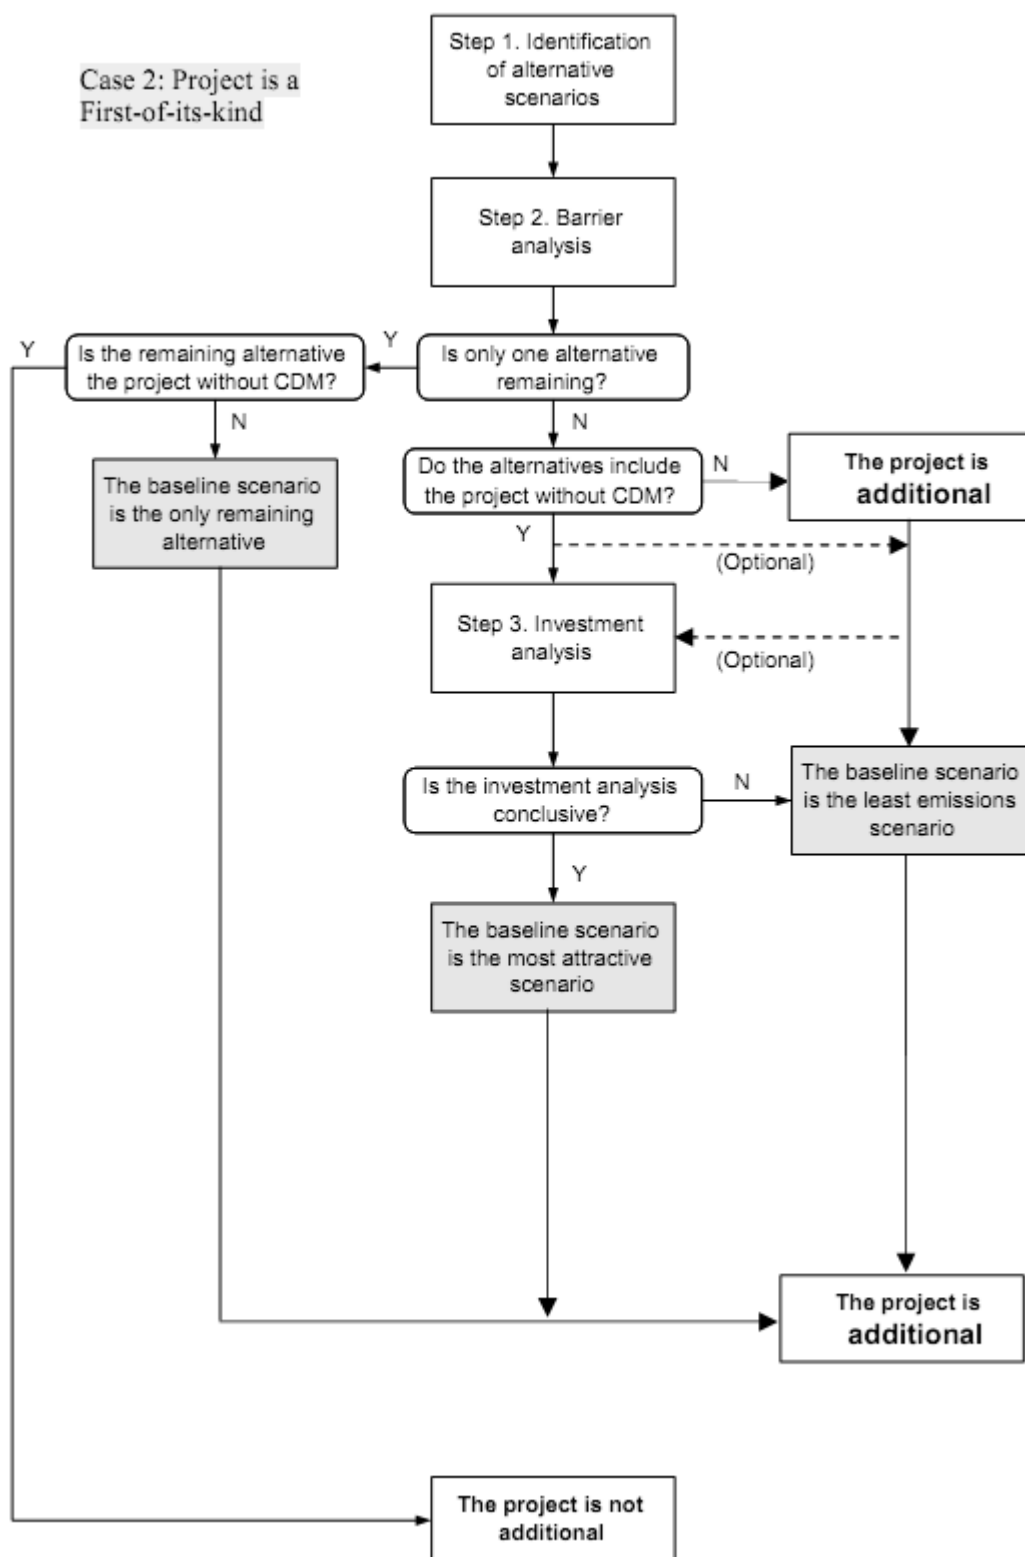 Case 2: Project is a
First-of-its-kind
Step 1. Identification
of alternative
scenarios
Step 2. Barrier
analysis
Y
Is the remaining alternative
the project without CDM?
Y
Is only one alternative
remaining?
N
N
The baseline scenario
is the only remaining
alternative
Do the alternatives include
the project without CDM?
N
The project is
additional
Y
(Optional)
Step 3. Investment
analysis
(Optional)
Is the investment analysis
conclusive?
N
The baseline scenario
is the least emissions
scenario
Y
The baseline scenario
is the most attractive
scenario
The project is
additional
The project is not
additional